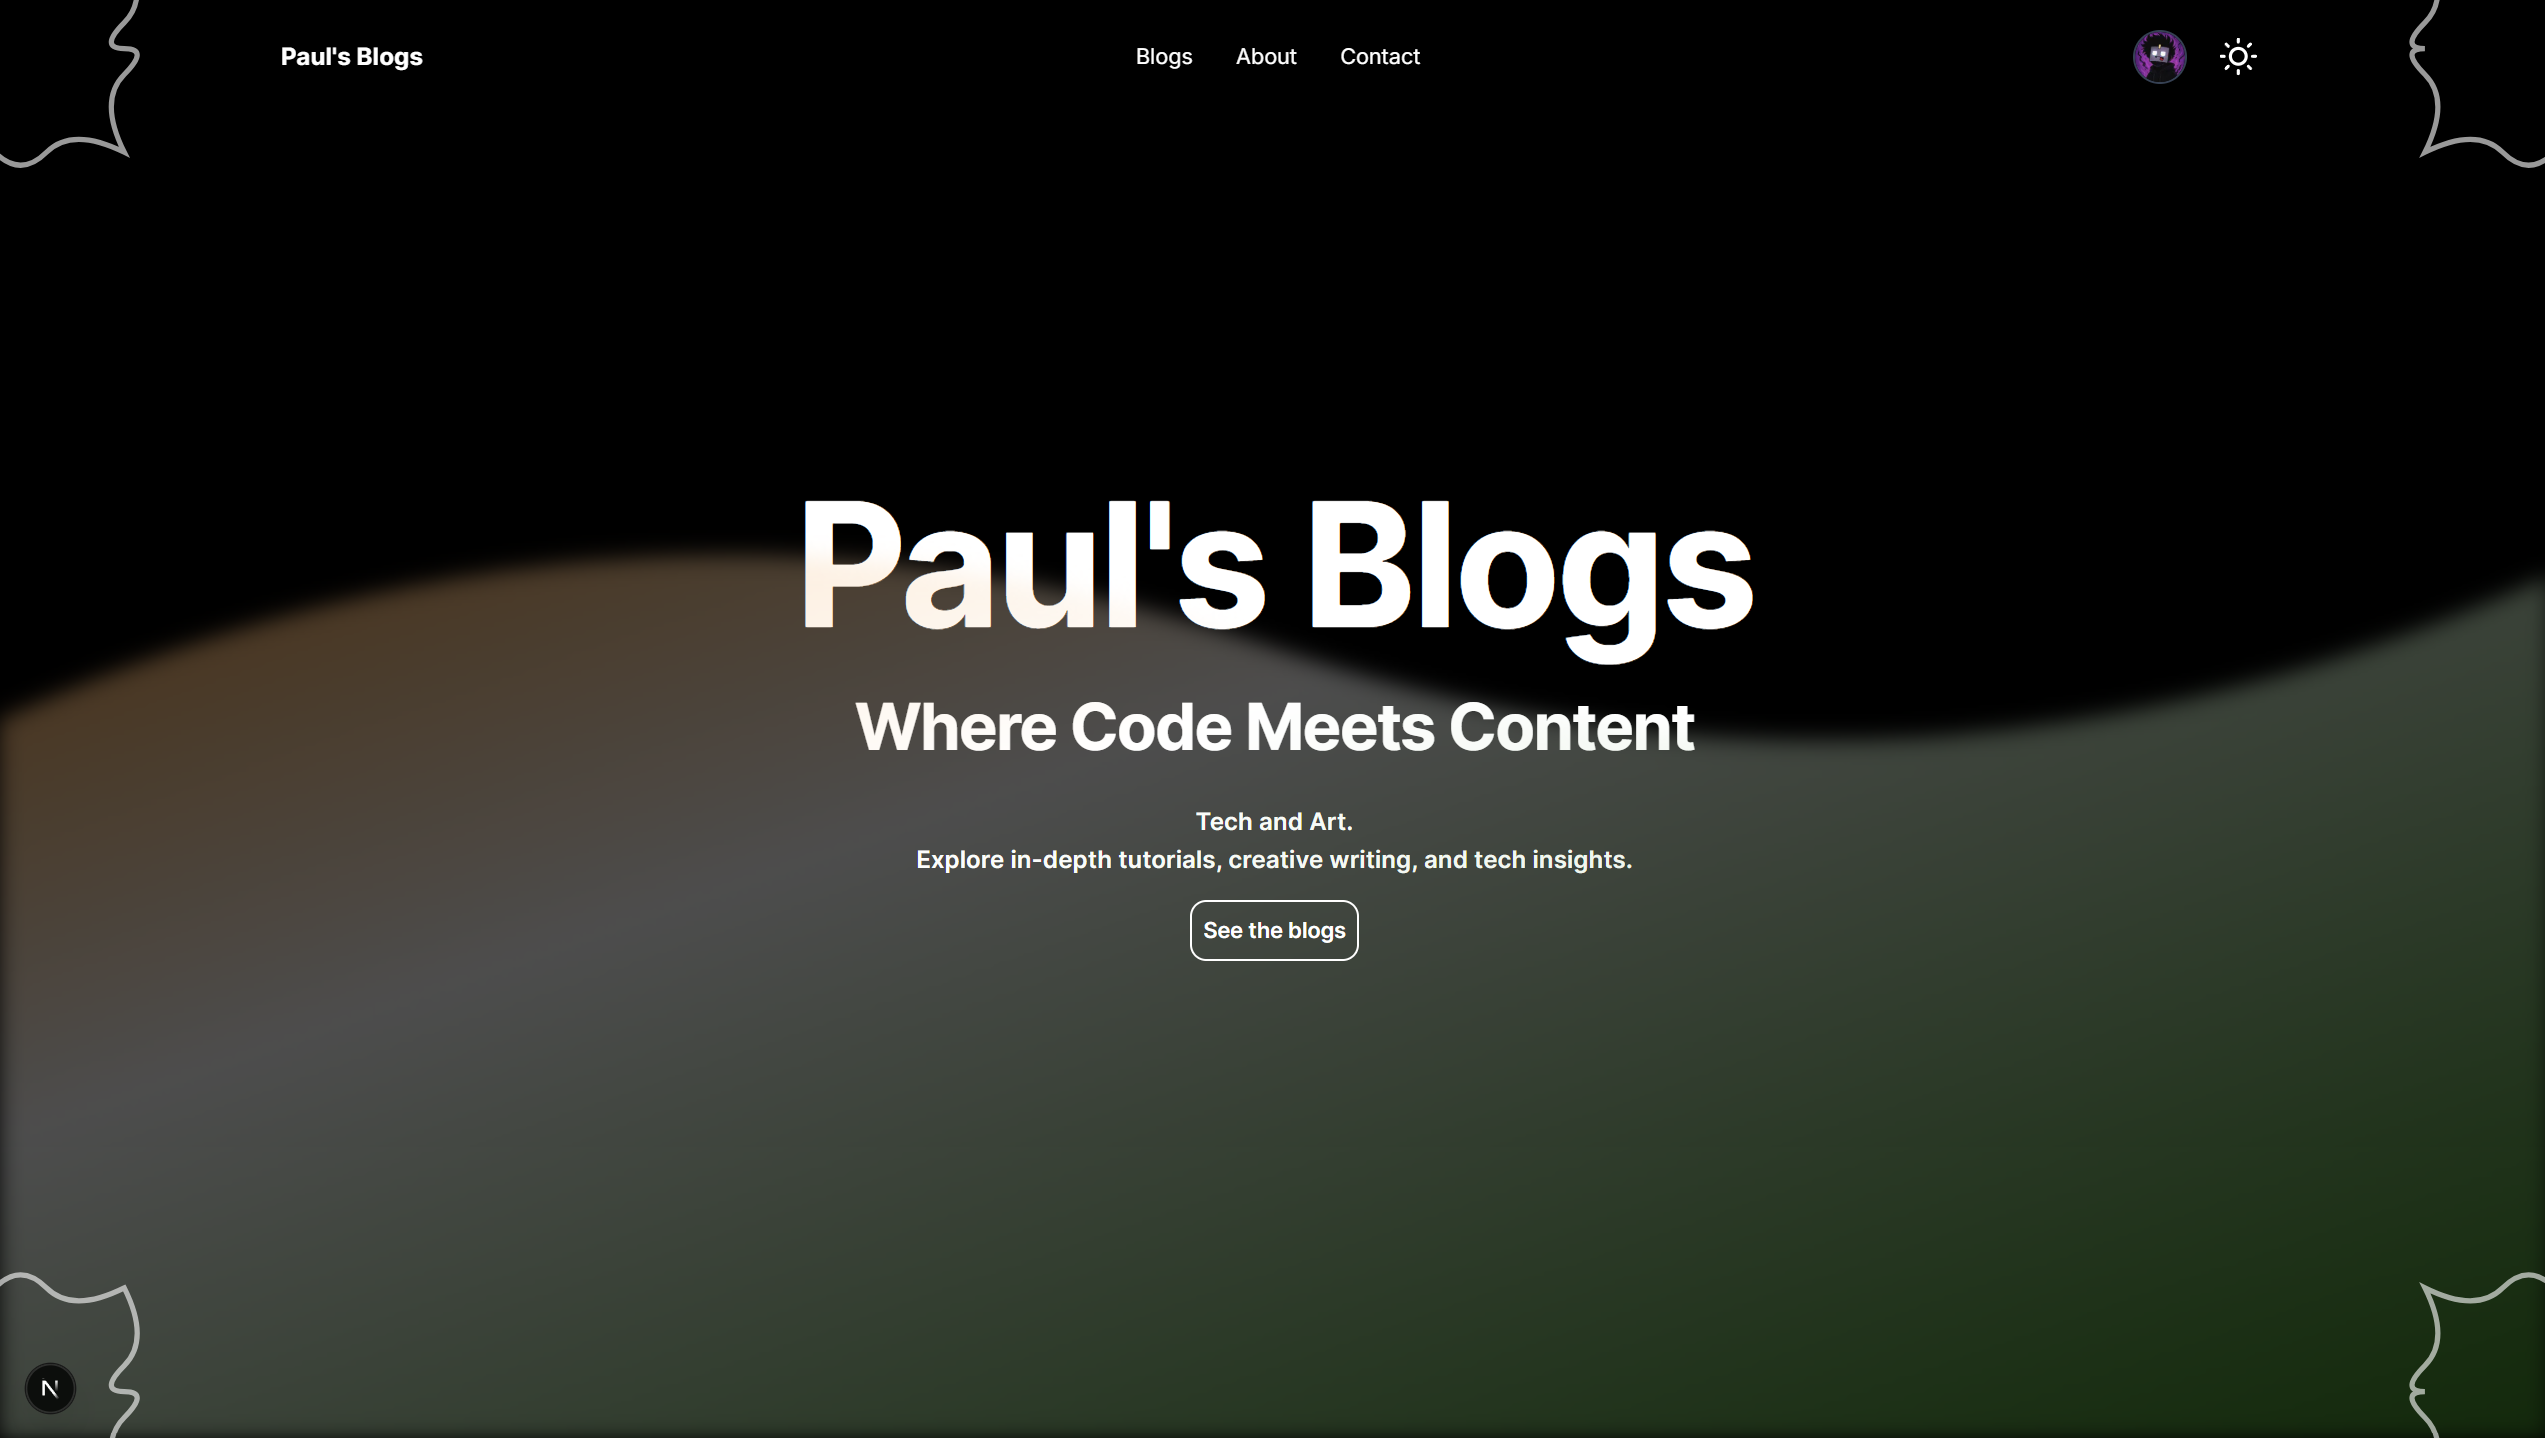 Paul's Blogs
Blogs About Contact
Paul's Blogs
Where Code Meets Content
Tech and Art.
Explore in-depth tutorials, creative writing, and tech insights.
See the blogs
N